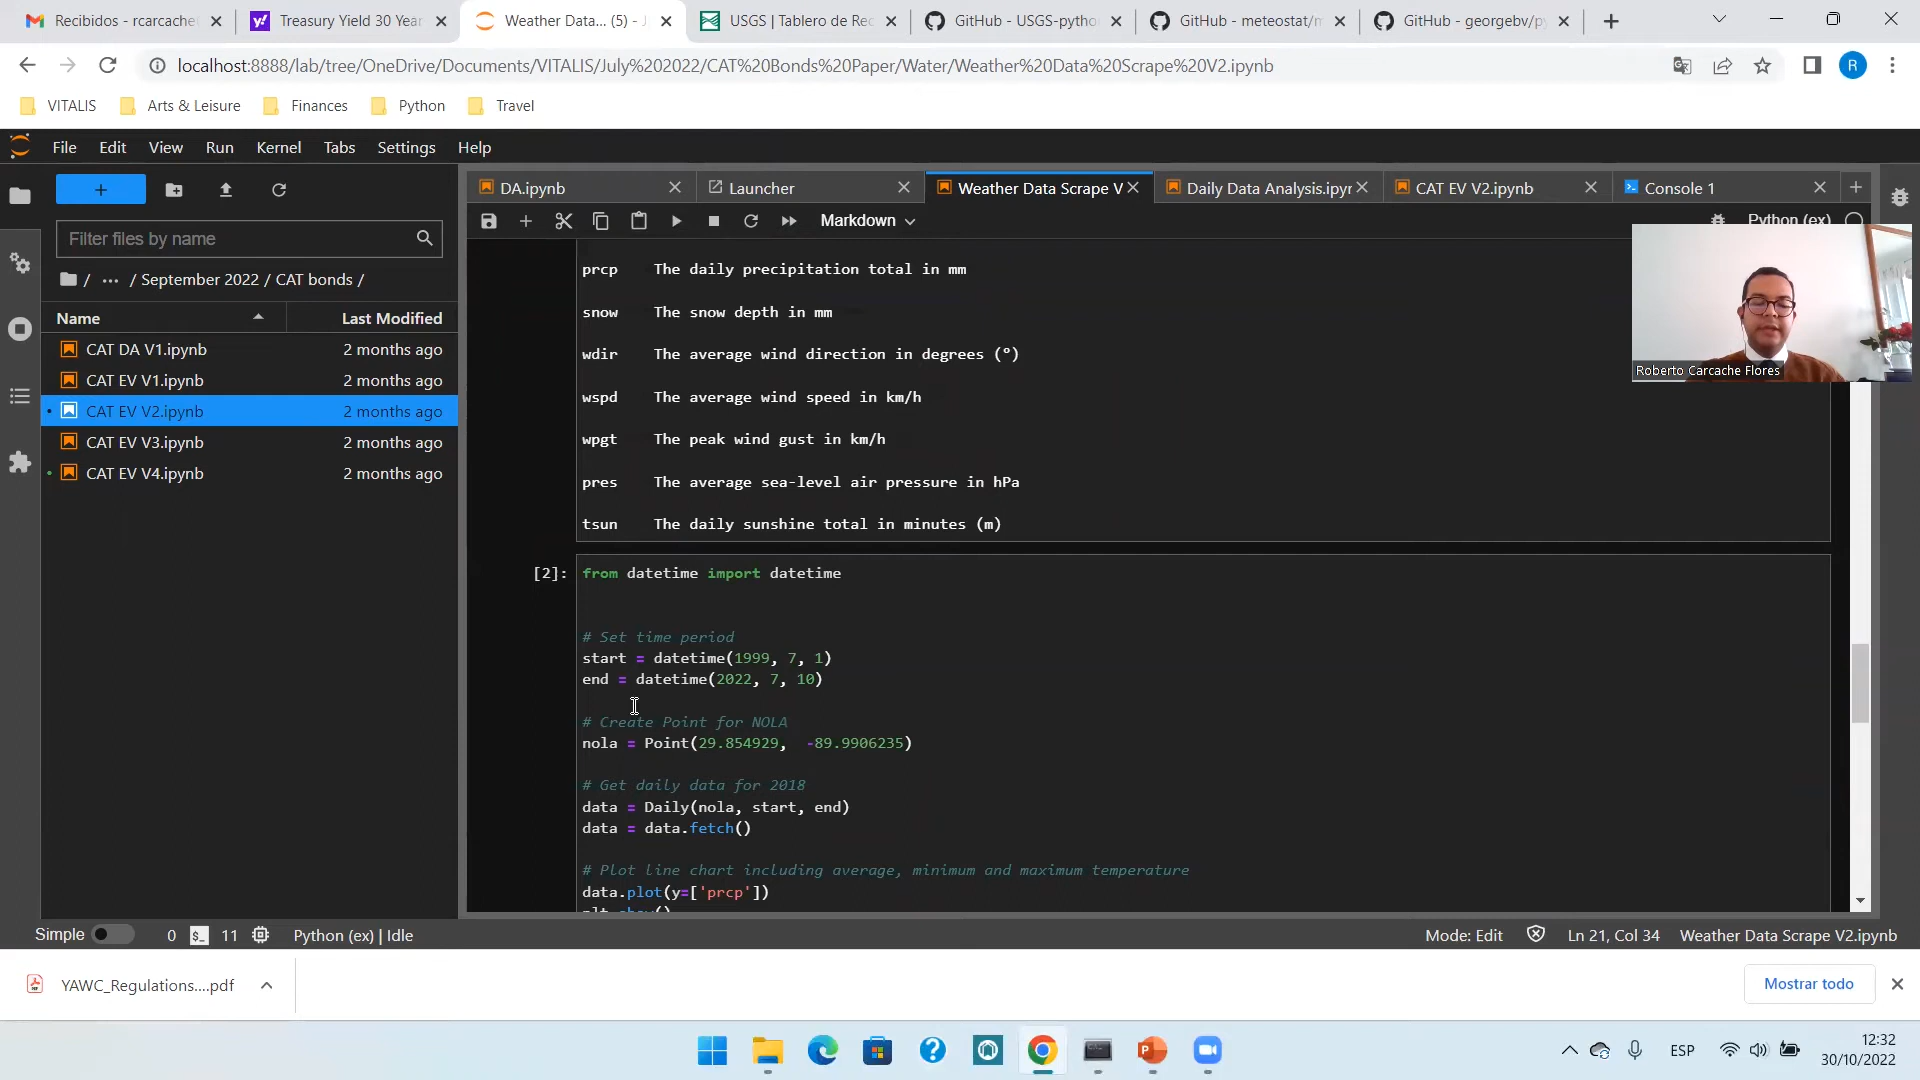 Recibidos - rcarcache
Treasury Yield 30 Year
Weather Data... (5) - J
USGS | Tablero de Rec
GitHub - USGS-pytho
GitHub - meteostat/m
GitHub - georgebv/py
localhost:8888/lab/tree/OneDrive/Documents/VITALIS/July%202022/CAT%20Bonds%20Paper/Water/Weather%20Data%20Scrape%20V2.ipynb
R
VITALIS
Arts & Leisure
Finances
Python
Travel
File
Edit
View
Run
Kernel
Tabs
Settings
Help
DA.ipynb
Launcher
Weather Data Scrape V
Daily Data Analysis.ipyr
CAT EV V2.ipynb
Console 1
Markdown
Python (ex)
Filter files by name
/ ... / September 2022 / CAT bonds /
Name
Last Modified
CAT DA V1.ipynb 2 months ago
CAT EV V1.ipynb 2 months ago
CAT EV V2.ipynb 2 months ago
CAT EV V3.ipynb 2 months ago
CAT EV V4.ipynb 2 months ago
prcp The daily precipitation total in mm
snow The snow depth in mm
wdir The average wind direction in degrees (º)
wspd The average wind speed in km/h
wpgt The peak wind gust in km/h
pres The average sea-level air pressure in hPa
tsun The daily sunshine total in minutes (m)
Roberto Carcache Flores
[2]: from datetime import datetime
# Set time period
start = datetime(1999, 7, 1)
end = datetime(2022, 7, 10)
# Create Point for NOLA
nola = Point(29.854929, -89.9906235)
# Get daily data for 2018
data = Daily(nola, start, end)
data = data.fetch()
# Plot line chart including average, minimum and maximum temperature
data.plot(y=['prcp'])
plt.show()
Simple
0
11
Python (ex) | Idle
Mode: Edit
Ln 21, Col 34
Weather Data Scrape V2.ipynb
YAWC_Regulations....pdf
Mostrar todo
ESP
12:32
30/10/2022